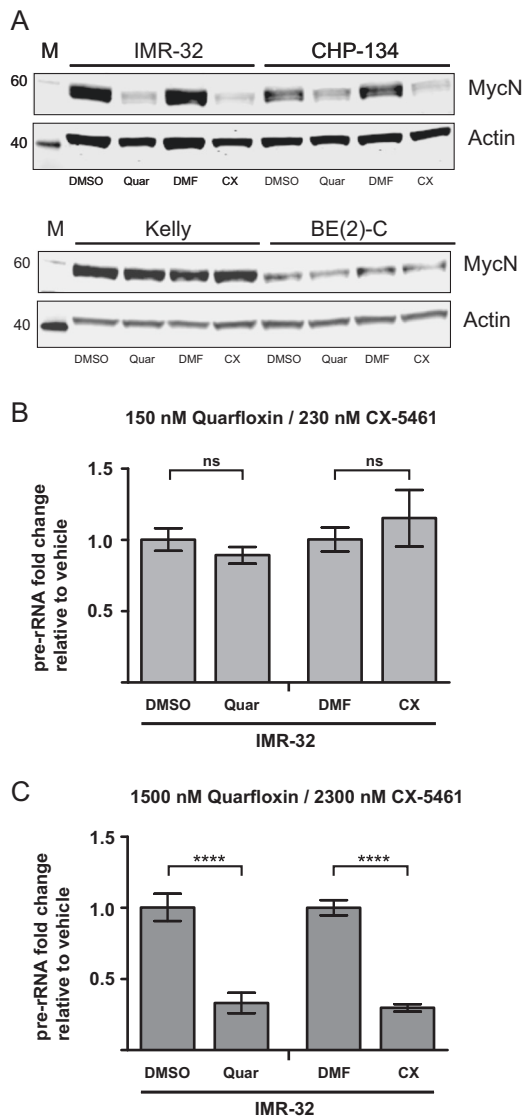 A
M IMR-32 CHP-134
60 MycN
40 Actin
DMSO Quar DMF CX DMSO Quar DMF CX
M Kelly BE(2)-C
60 MycN
40 Actin
DMSO Quar DMF CX DMSO Quar DMF CX
B
150 nM Quarfloxin / 230 nM CX-5461
pre-rRNA fold change
relative to vehicle
1.5
1.0
0.5
ns ns
DMSO Quar DMF CX
IMR-32
C
1500 nM Quarfloxin / 2300 nM CX-5461
pre-rRNA fold change
relative to vehicle
1.5
1.0
0.5
**** ****
DMSO Quar DMF CX
IMR-32